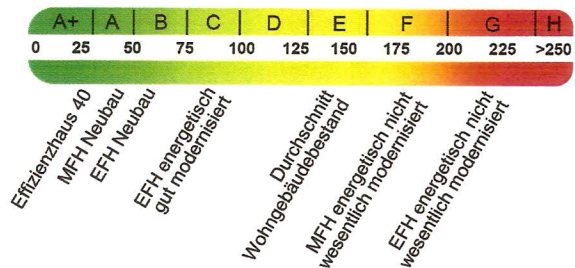 A+ A B C D E F G H
0 25 50 75 100 125 150 175 200 225 >250
Effizienzhaus 40
MFH Neubau
EFH Neubau
EFH energetisch
gut modernisiert
Durchschnitt
Wohngebäudebestand
MFH energetisch nicht
wesentlich modernisiert
EFH energetisch nicht
wesentlich modernisiert